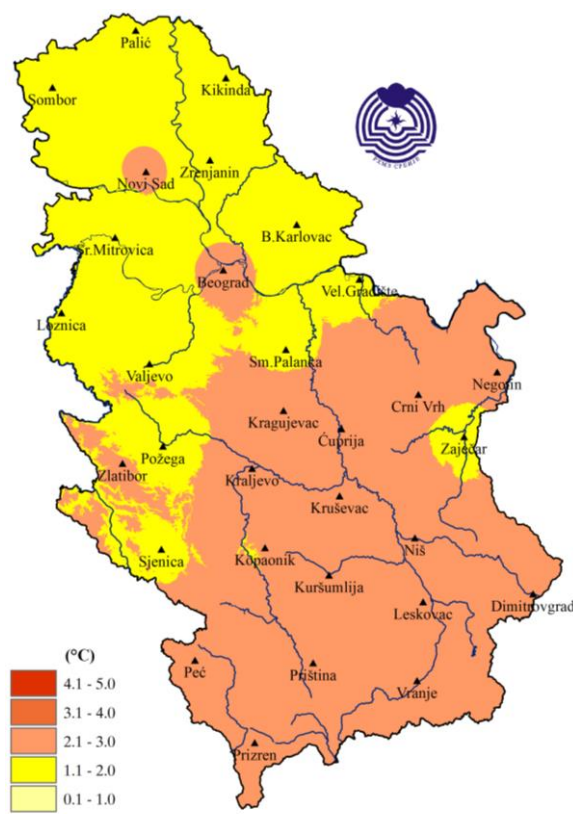 Palić
Sombor
Kikinda
Novi Sad
Zrenjanin
B.Karlovac
Sr.Mitrovica
Beograd
Vel.Gradište
Loznica
Sm.Palanka
Valjevo
Negotin
Crni Vrh
Kragujevac
Ćuprija
Zaječar
Požega
Zlatibor
Kraljevo
Kruševac
Niš
Kopaonik
Sjenica
Kuršumlija
Dimitrovgrad
Leskovac
(°C)
Peć
Priština
4.1 - 5.0
Vranje
3.1 - 4.0
2.1 - 3.0
Prizren
1.1 - 2.0
0.1 - 1.0